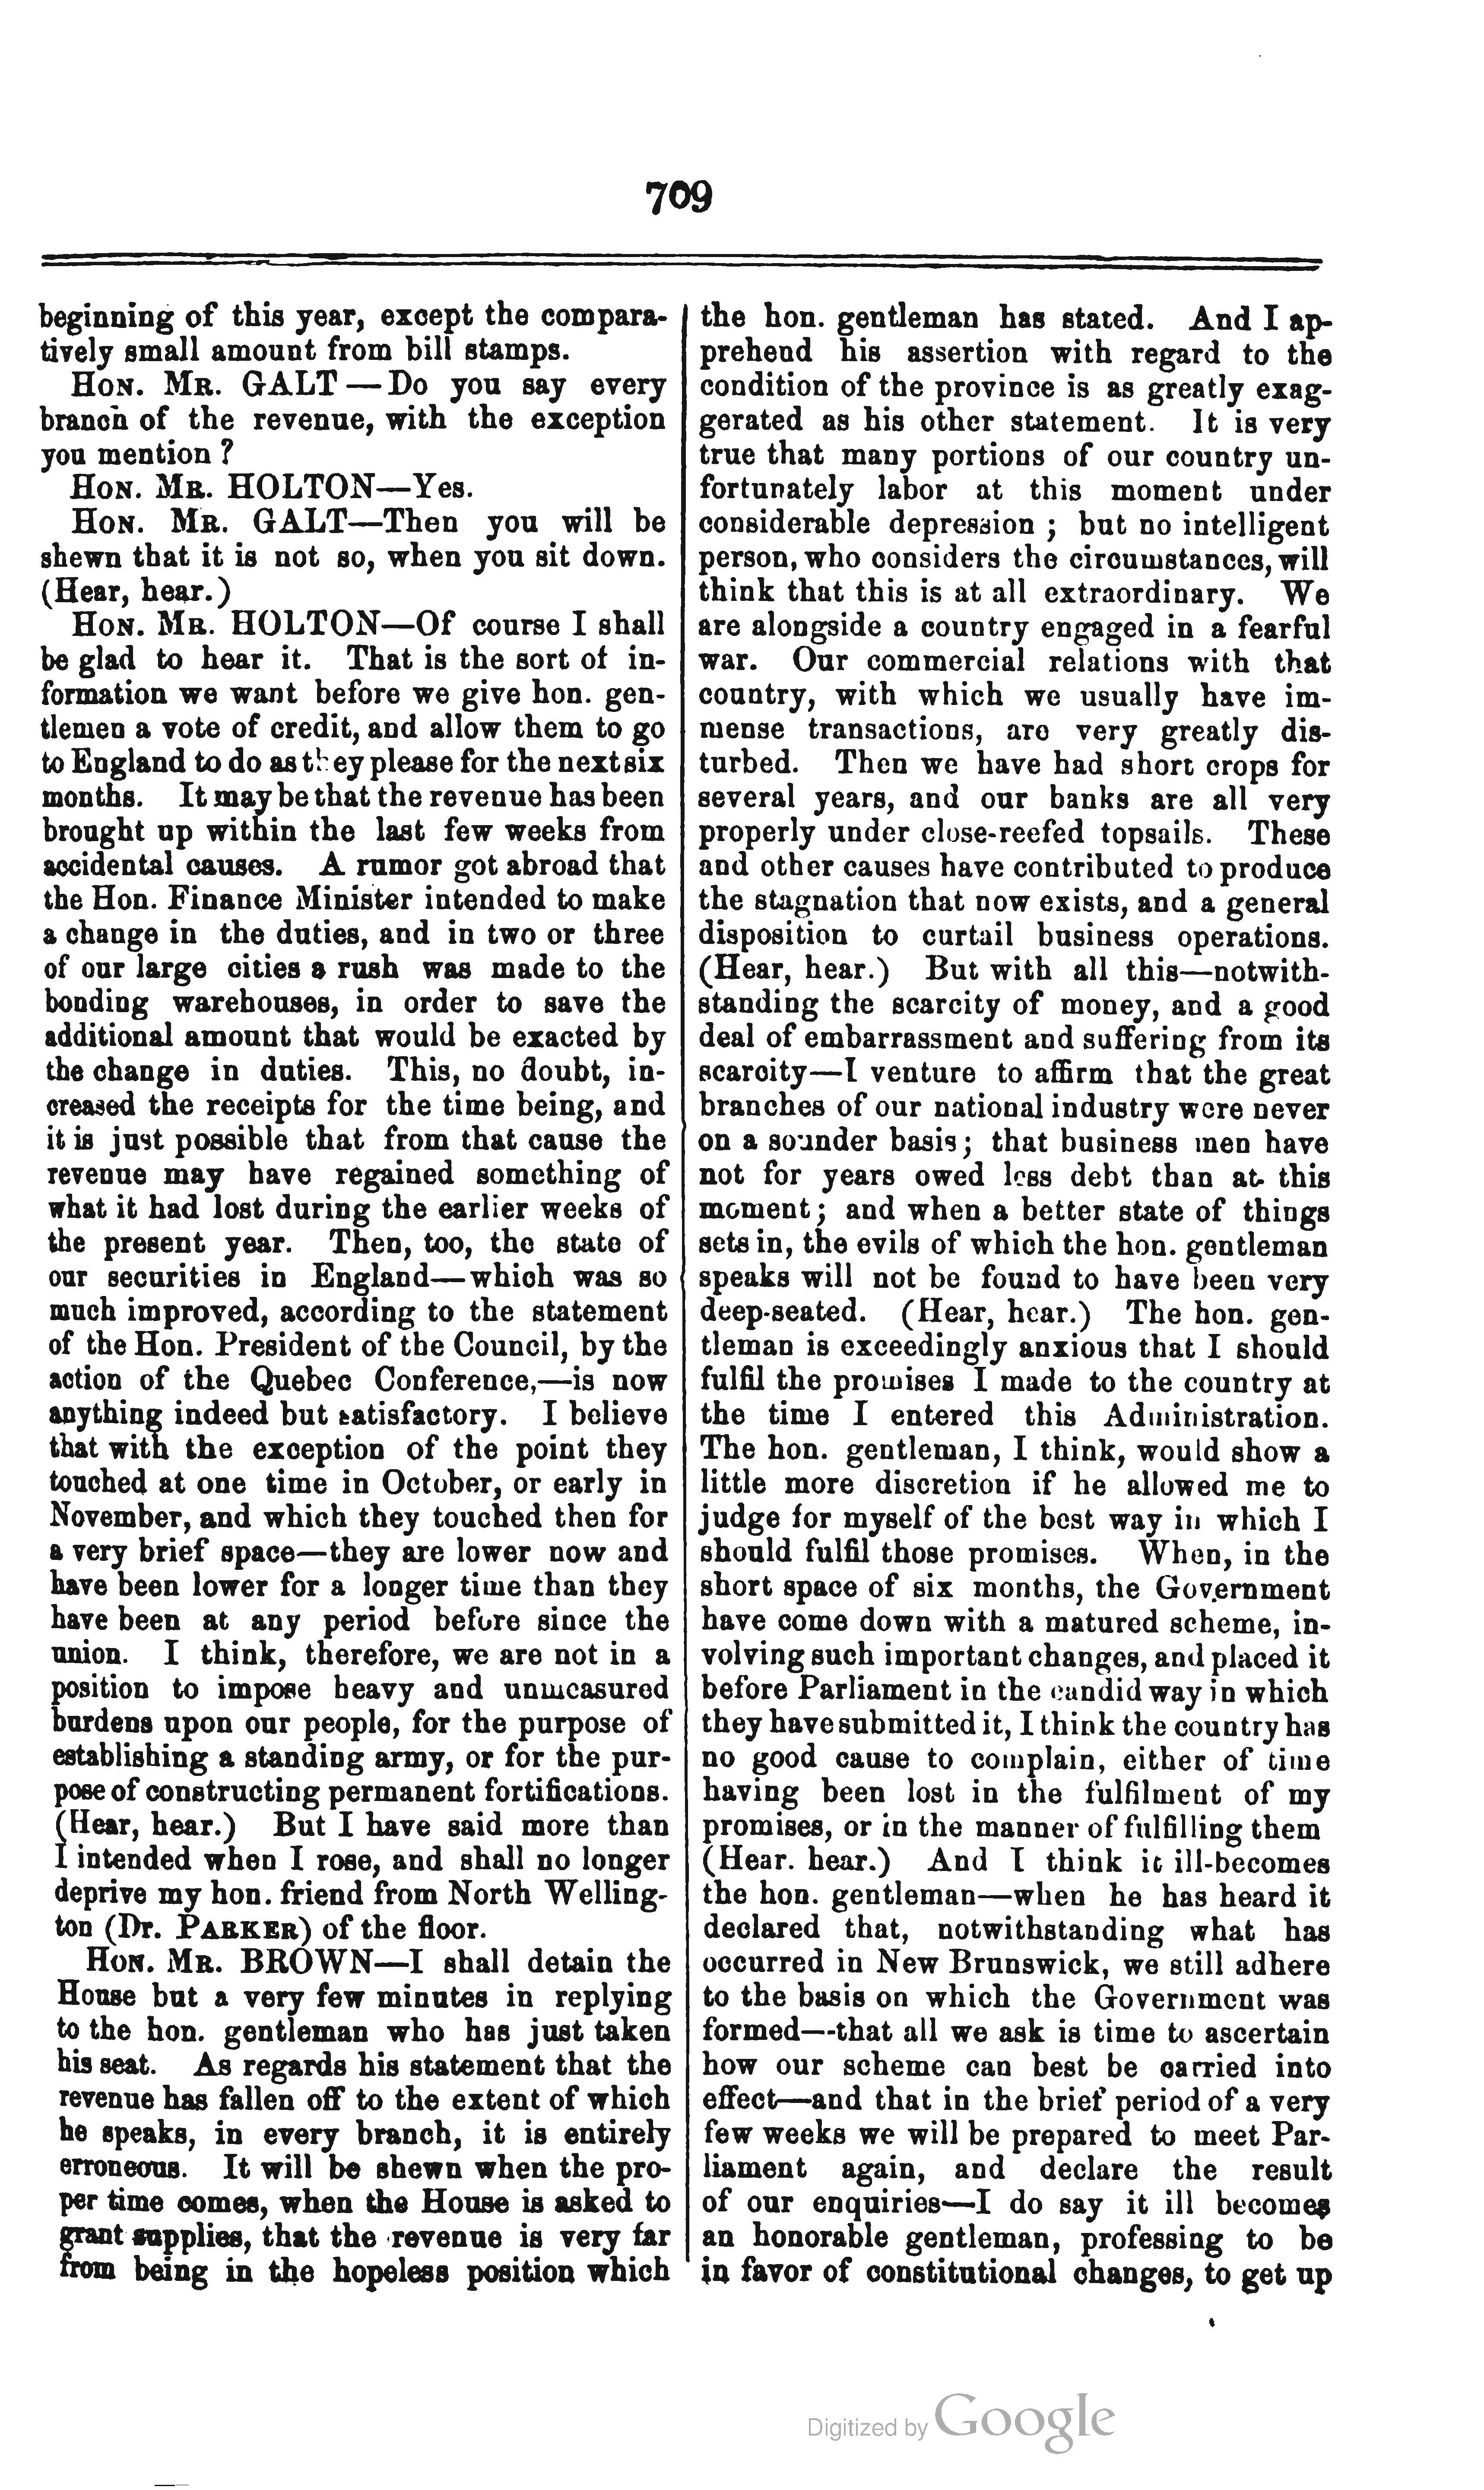 709
beginning of this year, except the compara-
tively small amount from bill stamps.
HON. MR. GALT—Do you say every
branch of the revenue, with the exception
you mention ?
HON. MR. HOLTON—Yes.
HON. MR. GALT—Then you will be
shewn that it is not so, when you sit down.
(Hear, hear.)
HON. MR. HOLTON—Of course I shall
be glad to hear it. That is the sort of in-
formation we want before we give hon. gen-
tlemen a vote of credit, and allow them to go
to England to do as they please for the next six
months. It may be that the revenue has been
brought up within the last few weeks from
accidental causes. A rumor got abroad that
the Hon. Finance Minister intended to make
a change in the duties, and in two or three
of our large cities a rush was made to the
bonding warehouses, in order to save the
additional amount that would be exacted by
the change in duties. This, no doubt, in-
creased the receipts for the time being, and
it is just possible that from that cause the
revenue may have regained something of
what it had lost during the earlier weeks of
the present year. Then, too, the state of
our securities in England—which was so
much improved, according to the statement
of the Hon. President of the Council, by the
action of the Quebec Conference,—is now
anything indeed but satisfactory. I believe
that with the exception of the point they
touched at one time in October, or early in
November, and which they touched then for
a very brief space—they are lower now and
have been lower for a longer time than they
have been at any period before since the
union. I think, therefore, we are not in a
position to impose heavy and unmeasured
burdens upon our people, for the purpose of
establishing a standing army, or for the pur-
pose of constructing permanent fortifications.
(Hear, hear.) But I have said more than
I intended when I rose, and shall no longer
deprive my hon. friend from North Welling-
ton (Dr. PARKER) of the floor.
HON. MR. BROWN—I shall detain the
House but a very few minutes in replying
to the hon. gentleman who has just taken
his seat. As regards his statement that the
revenue has fallen off to the extent of which
he speaks, in every branch, it is entirely
erroneous. It will be shewn when the pro-
per time comes, when the House is asked to
grant supplies, that the revenue is very far
from being in the hopeless position which
the hon. gentleman has stated. And I ap-
prehend his assertion with regard to the
condition of the province is as greatly exag-
gerated as his other statement. It is very
true that many portions of our country un-
fortunately labor at this moment under
considerable depression ; but no intelligent
person, who considers the circumstances, will
think that this is at all extraordinary. We
are alongside a country engaged in a fearful
war. Our commercial relations with that
country, with which we usually have im-
mense transactions, are very greatly dis-
turbed. Then we have had short crops for
several years, and our banks are all very
properly under close-reefed topsails. These
and other causes have contributed to produce
the stagnation that now exists, and a general
disposition to curtail business operations.
(Hear, hear.) But with all this—notwith-
standing the scarcity of money, and a good
deal of embarrassment and suffering from its
scarcity—I venture to affirm that the great
branches of our national industry were never
on a sounder basis; that business men have
not for years owed less debt than at this
moment; and when a better state of things
sets in, the evils of which the hon. gentleman
speaks will not be found to have been very
deep-seated. (Hear, hear.) The hon. gen-
tleman is exceedingly anxious that I should
fulfil the promises I made to the country at
the time I entered this Administration.
The hon. gentleman, I think, would show a
little more discretion if he allowed me to
judge for myself of the best way in which I
should fulfil those promises. When, in the
short space of six months, the Government
have come down with a matured scheme, in-
volving such important changes, and placed it
before Parliament in the candid way in which
they have submitted it, I think the country has
no good cause to complain, either of time
having been lost in the fulfilment of my
promises, or in the manner of fulfilling them
(Hear. hear.) And I think it ill-becomes
the hon. gentleman—when he has heard it
declared that, notwithstanding what has
occurred in New Brunswick, we still adhere
to the basis on which the Government was
formed—that all we ask is time to ascertain
how our scheme can best be carried into
effect—and that in the brief period of a very
few weeks we will be prepared to meet Par-
liament again, and declare the result
of our enquiries—I do say it ill becomes
an honorable gentleman, professing to be
in favor of constitutional changes, to get up
Digitized by Google